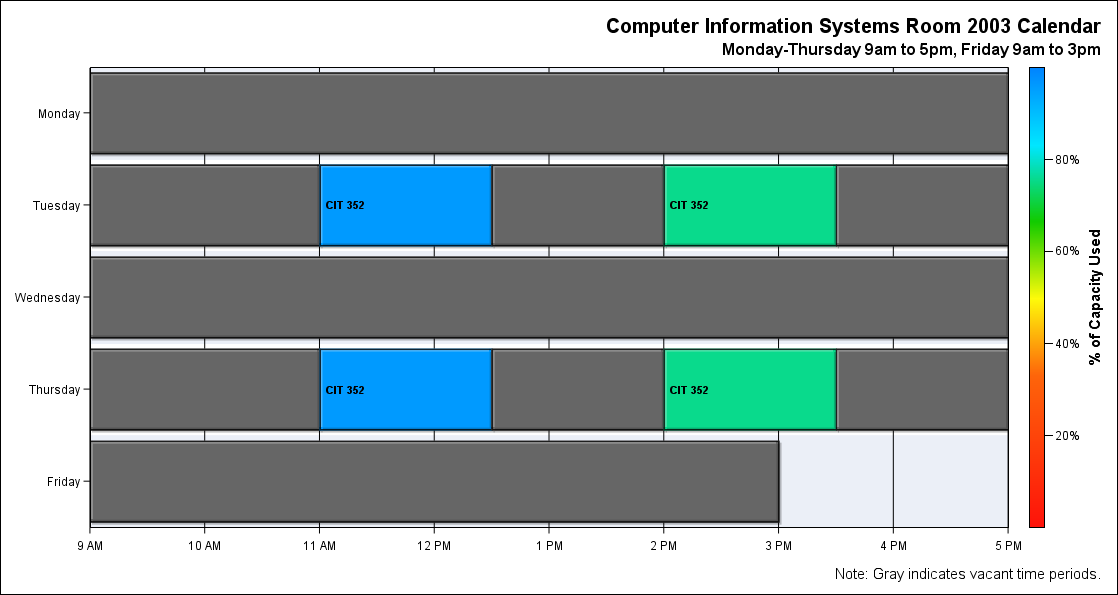 Computer Information Systems Room 2003 Calendar
Monday-Thursday 9am to 5pm, Friday 9am to 3pm
Monday
Tuesday
CIT 352
CIT 352
Wednesday
Thursday
CIT 352
CIT 352
Friday
9 AM
10 AM
11 AM
12 PM
1 PM
2 PM
3 PM
4 PM
5 PM
80%
60%
40%
20%
% of Capacity Used
Note: Gray indicates vacant time periods.